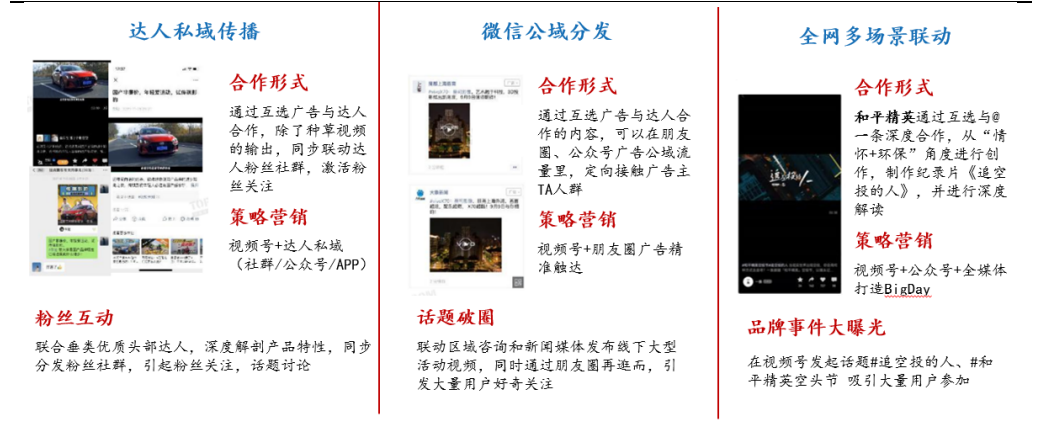 达人私域传播
合作形式
通过互选广告与达人
合作，除了种草视频
的输出，同步联动达
人粉丝社群，激活粉
丝关注
策略营销
视频号+达人私域
（社群/公众号/APP）
粉丝互动
联合垂类优质头部达人，深度解剖产品特性，同步
分发粉丝社群，引起粉丝关注，话题讨论
微信公域分发
合作形式
通过互选广告与达人合
作的内容，可以在朋友
圈、公众号广告公域流
量里，定向接触广告主
TA人群
策略营销
视频号+朋友圈广告精
准触达
话题破圈
联动区域咨询和新闻媒体发布线下大型
活动视频，同时通过朋友圈再逛而，引
发大量用户好奇关注
全网多场景联动
追空投的人
合作形式
和平精英通过互选与@
一条深度合作，从“情
怀+环保”角度进行创
作，制作纪录片《追空
投的人》，并进行深度
解读
策略营销
视频号+公众号+全媒体
打造BigDay
品牌事件大曝光
在视频号发起话题#追空投的人、#和
平精英空头节 吸引大量用户参加